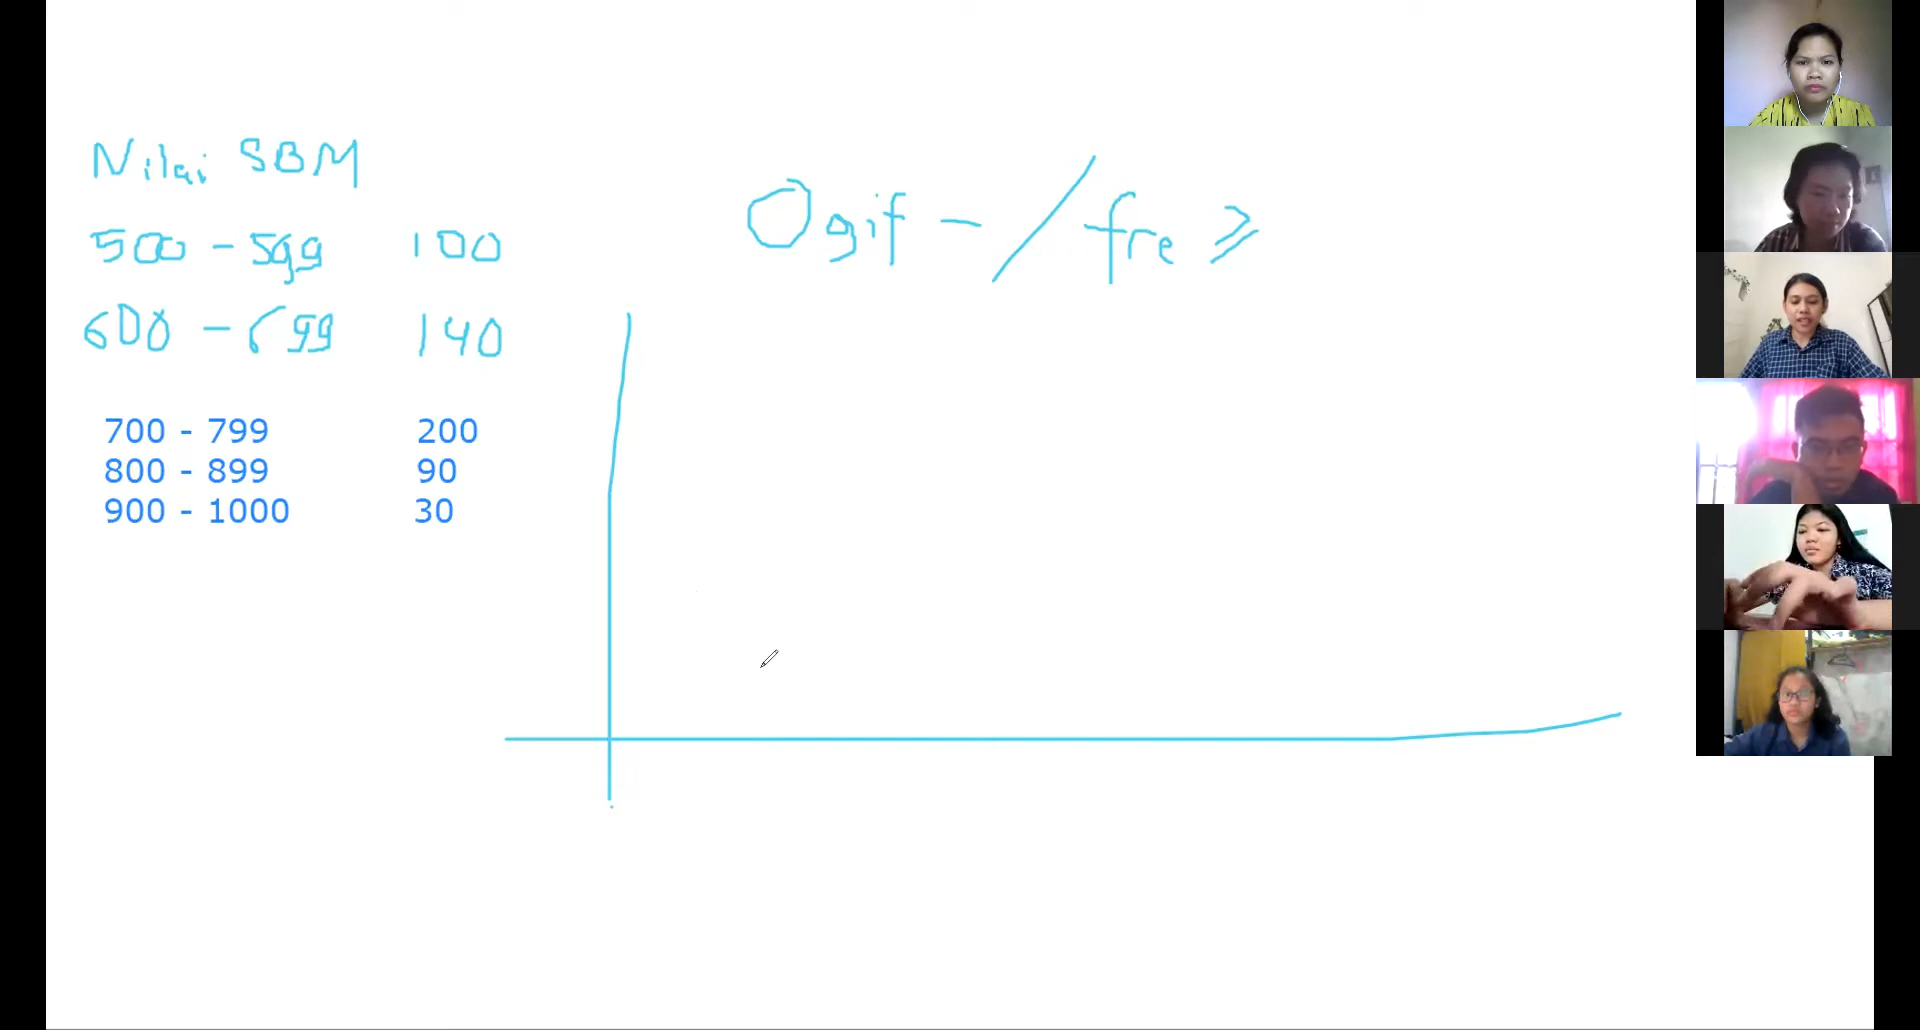 Nilai SBM
500 - 599 100
600 - 699 140
700 - 799 200
800 - 899 90
900 - 1000 30
Ogif - / fre ≥